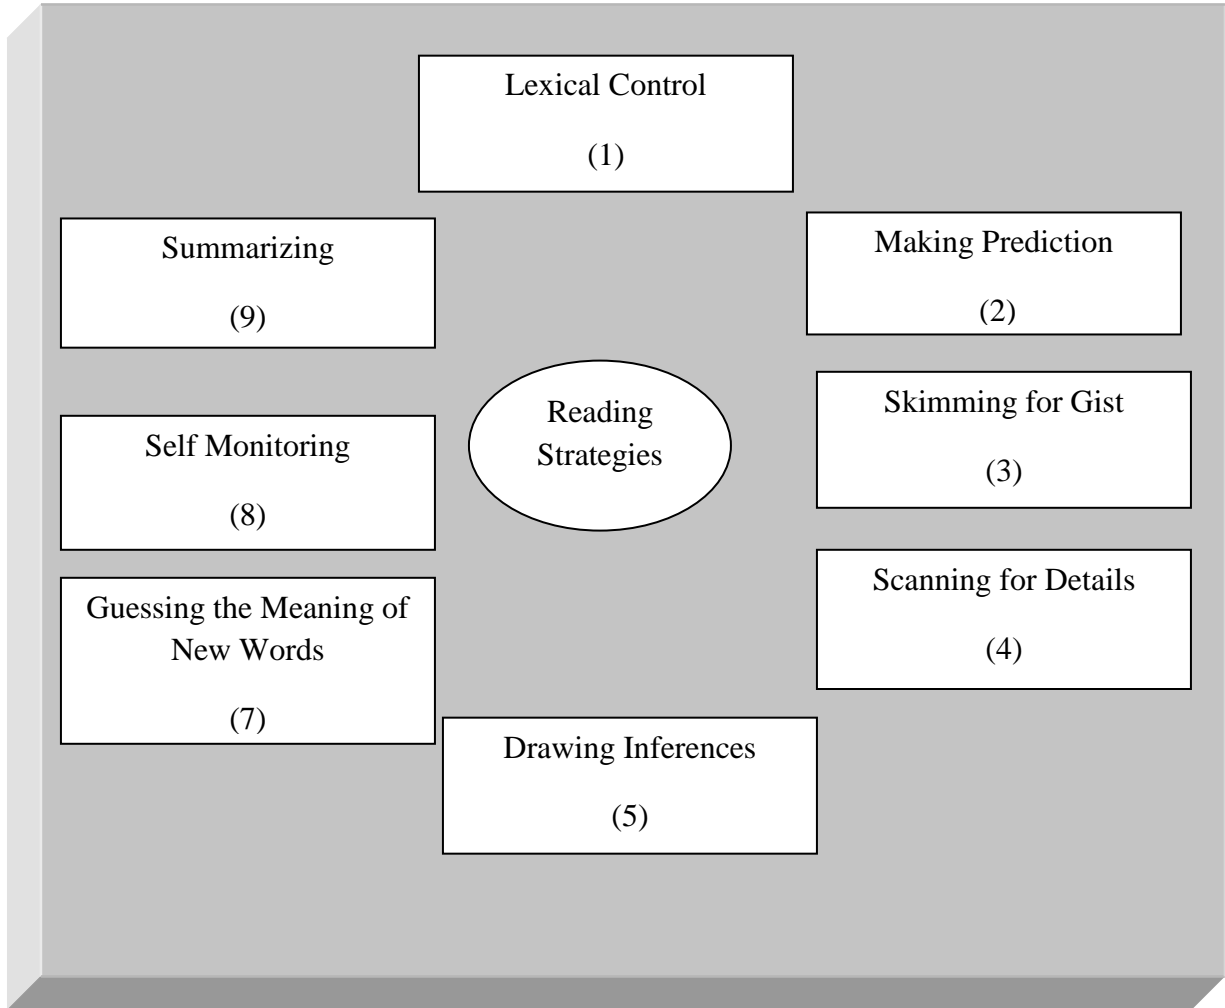 Lexical Control
(1)
Making Prediction
(2)
Skimming for Gist
(3)
Scanning for Details
(4)
Drawing Inferences
(5)
Guessing the Meaning of
New Words
(7)
Self Monitoring
(8)
Summarizing
(9)
Reading
Strategies